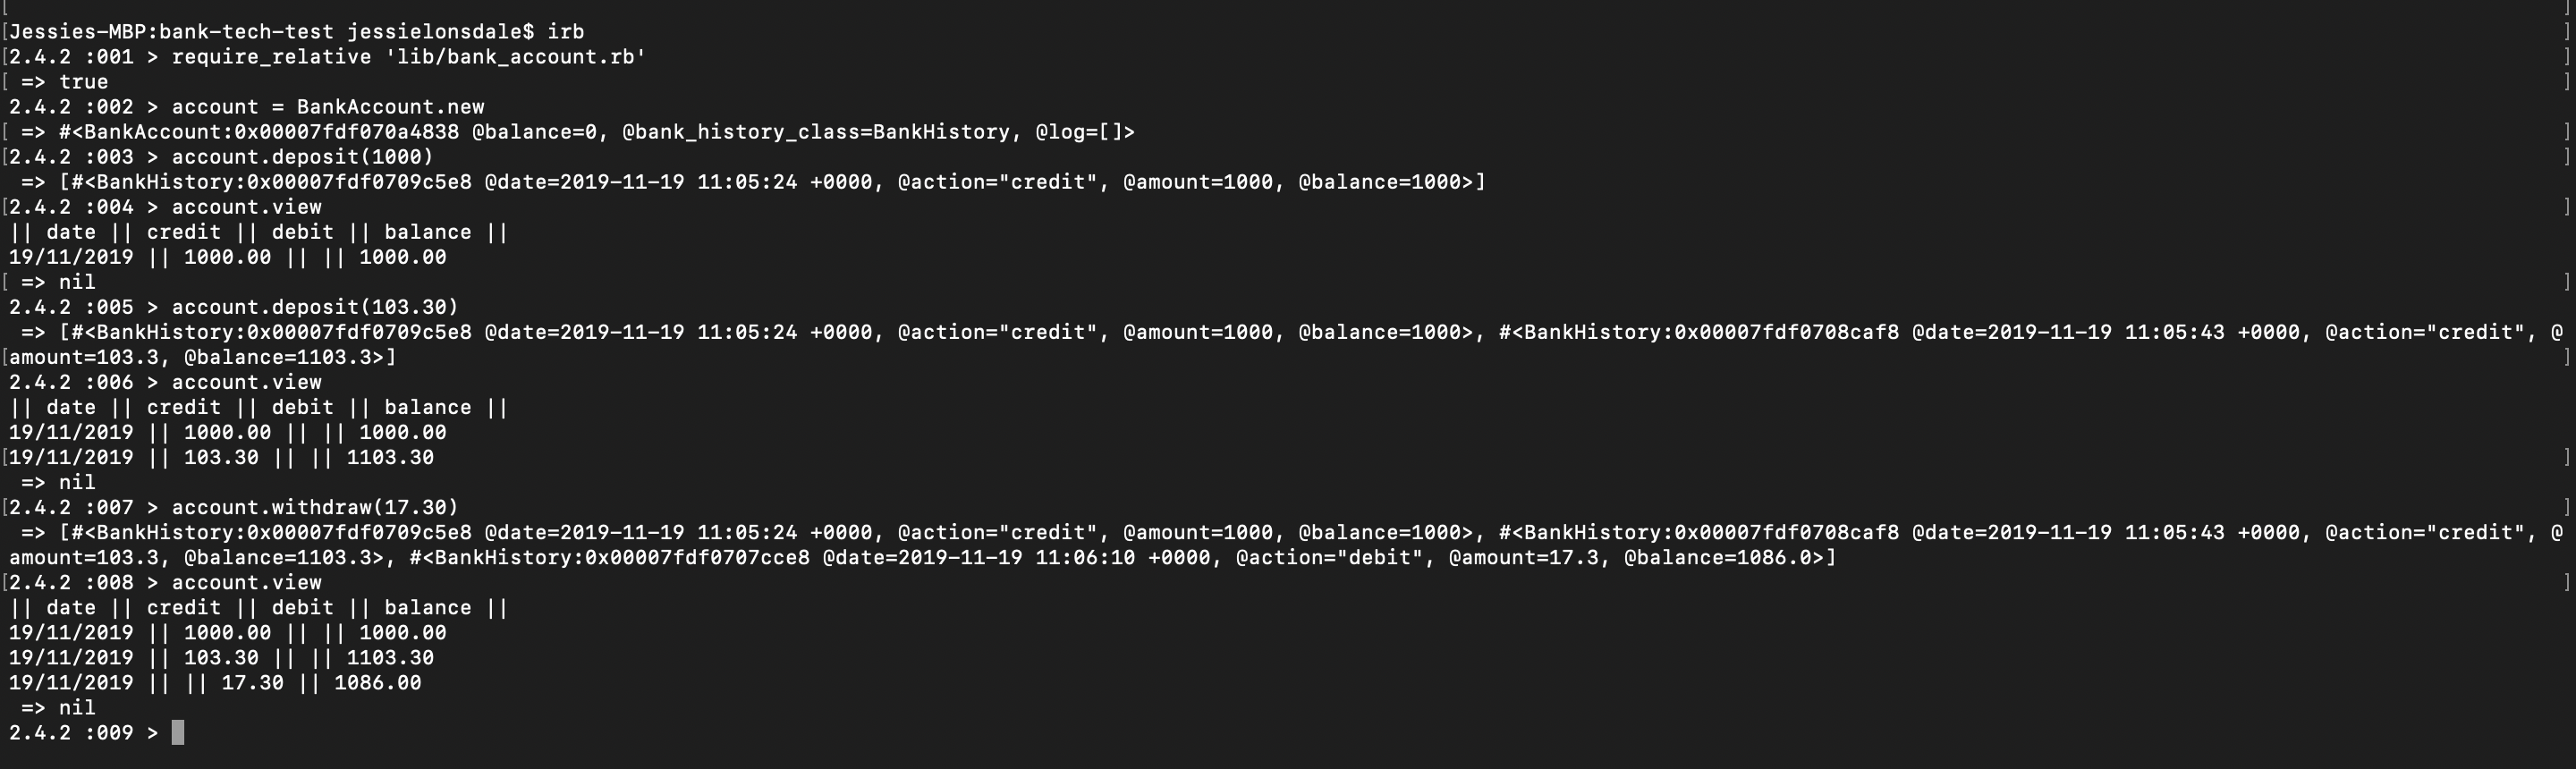 [ ]
[Jessies-MBP:bank-tech-test jessielonsdale$ irb ]
[2.4.2 :001 > require_relative 'lib/bank_account.rb' ]
[ => true ]
2.4.2 :002 > account = BankAccount.new
[ => #<BankAccount:0x00007fdf070a4838 @balance=0, @bank_history_class=BankHistory, @log=[]> ]
[2.4.2 :003 > account.deposit(1000) ]
=> [#<BankHistory:0x00007fdf0709c5e8 @date=2019-11-19 11:05:24 +0000, @action="credit", @amount=1000, @balance=1000>]
[2.4.2 :004 > account.view ]
|| date || credit || debit || balance ||
19/11/2019 || 1000.00 || || 1000.00
[ => nil ]
2.4.2 :005 > account.deposit(103.30)
=> [#<BankHistory:0x00007fdf0709c5e8 @date=2019-11-19 11:05:24 +0000, @action="credit", @amount=1000, @balance=1000>, #<BankHistory:0x00007fdf0708caf8 @date=2019-11-19 11:05:43 +0000, @action="credit", @
[amount=103.3, @balance=1103.3>] ]
2.4.2 :006 > account.view
|| date || credit || debit || balance ||
19/11/2019 || 1000.00 || || 1000.00
[19/11/2019 || 103.30 || || 1103.30 ]
=> nil
[2.4.2 :007 > account.withdraw(17.30) ]
=> [#<BankHistory:0x00007fdf0709c5e8 @date=2019-11-19 11:05:24 +0000, @action="credit", @amount=1000, @balance=1000>, #<BankHistory:0x00007fdf0708caf8 @date=2019-11-19 11:05:43 +0000, @action="credit", @
amount=103.3, @balance=1103.3>, #<BankHistory:0x00007fdf0707cce8 @date=2019-11-19 11:06:10 +0000, @action="debit", @amount=17.3, @balance=1086.0>]
[2.4.2 :008 > account.view ]
|| date || credit || debit || balance ||
19/11/2019 || 1000.00 || || 1000.00
19/11/2019 || 103.30 || || 1103.30
19/11/2019 || || 17.30 || 1086.00
=> nil
2.4.2 :009 >